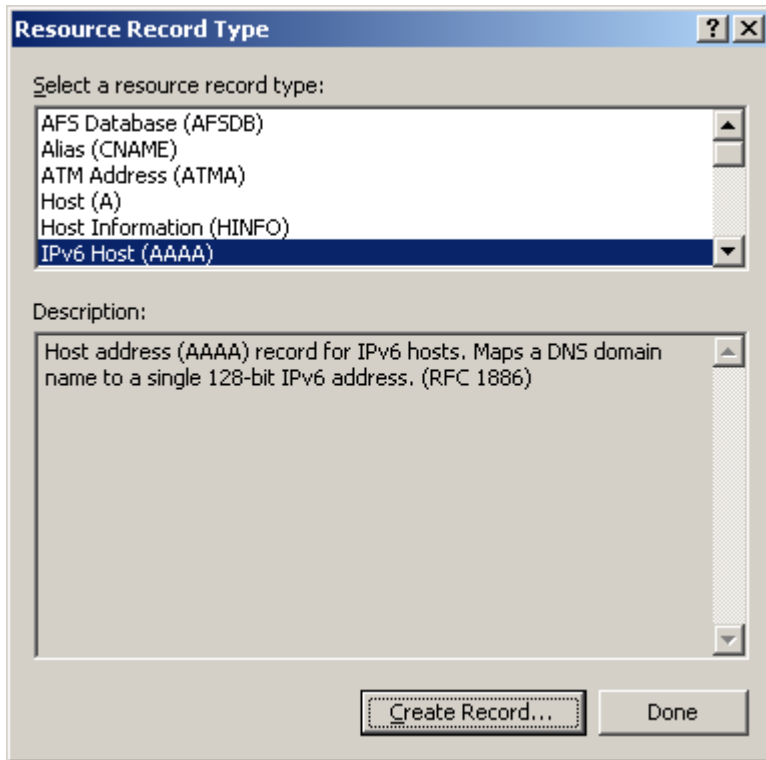 Resource Record Type
Select a resource record type:
AFS Database (AFSDB)
Alias (CNAME)
ATM Address (ATMA)
Host (A)
Host Information (HINFO)
IPv6 Host (AAAA)
Description:
Host address (AAAA) record for IPv6 hosts. Maps a DNS domain
name to a single 128-bit IPv6 address. (RFC 1886)
Create Record... Done